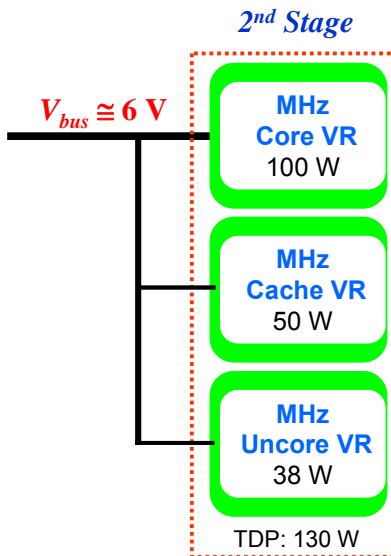 2nd Stage
Vbus ≅ 6 V
MHz
Core VR
100 W
MHz
Cache VR
50 W
MHz
Uncore VR
38 W
TDP: 130 W